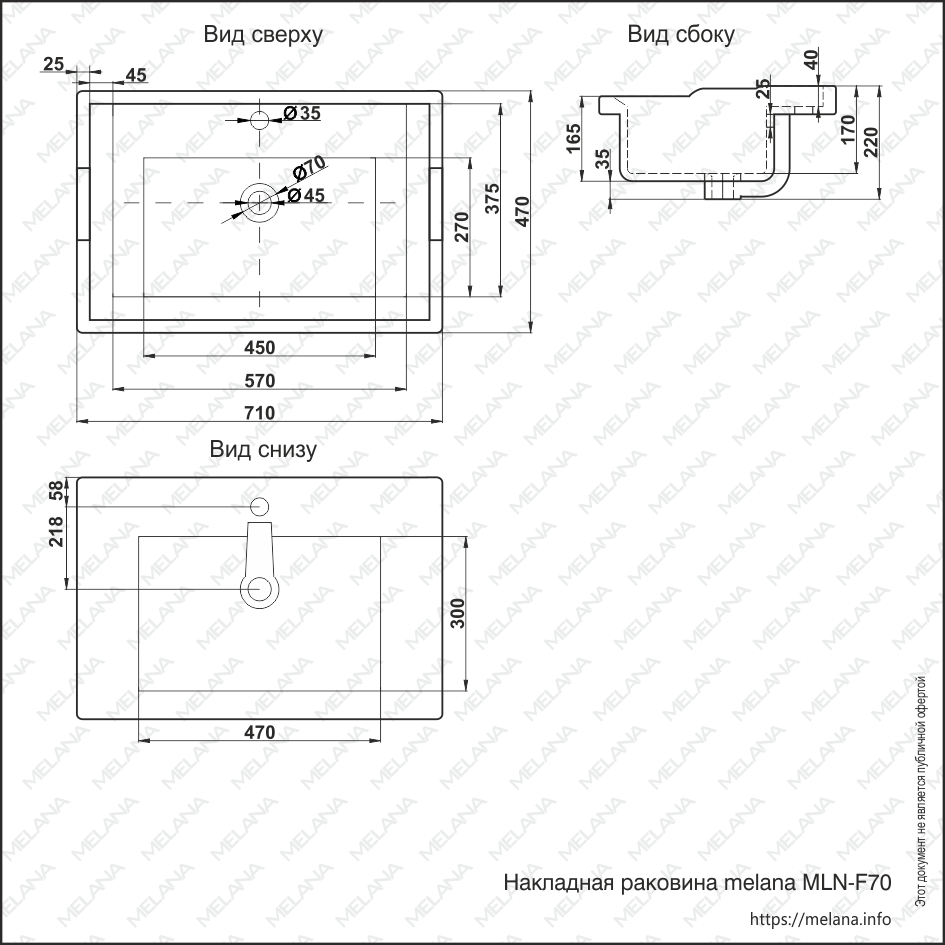 Вид сверху
Вид сбоку
25
45
Ø35
Ø70
Ø45
270
375
470
450
570
710
40
25
165
35
170
220
Вид снизу
58
218
300
470
Накладная раковина melana MLN-F70
https://melana.info
Этот документ не является публичной офертой
MELANA